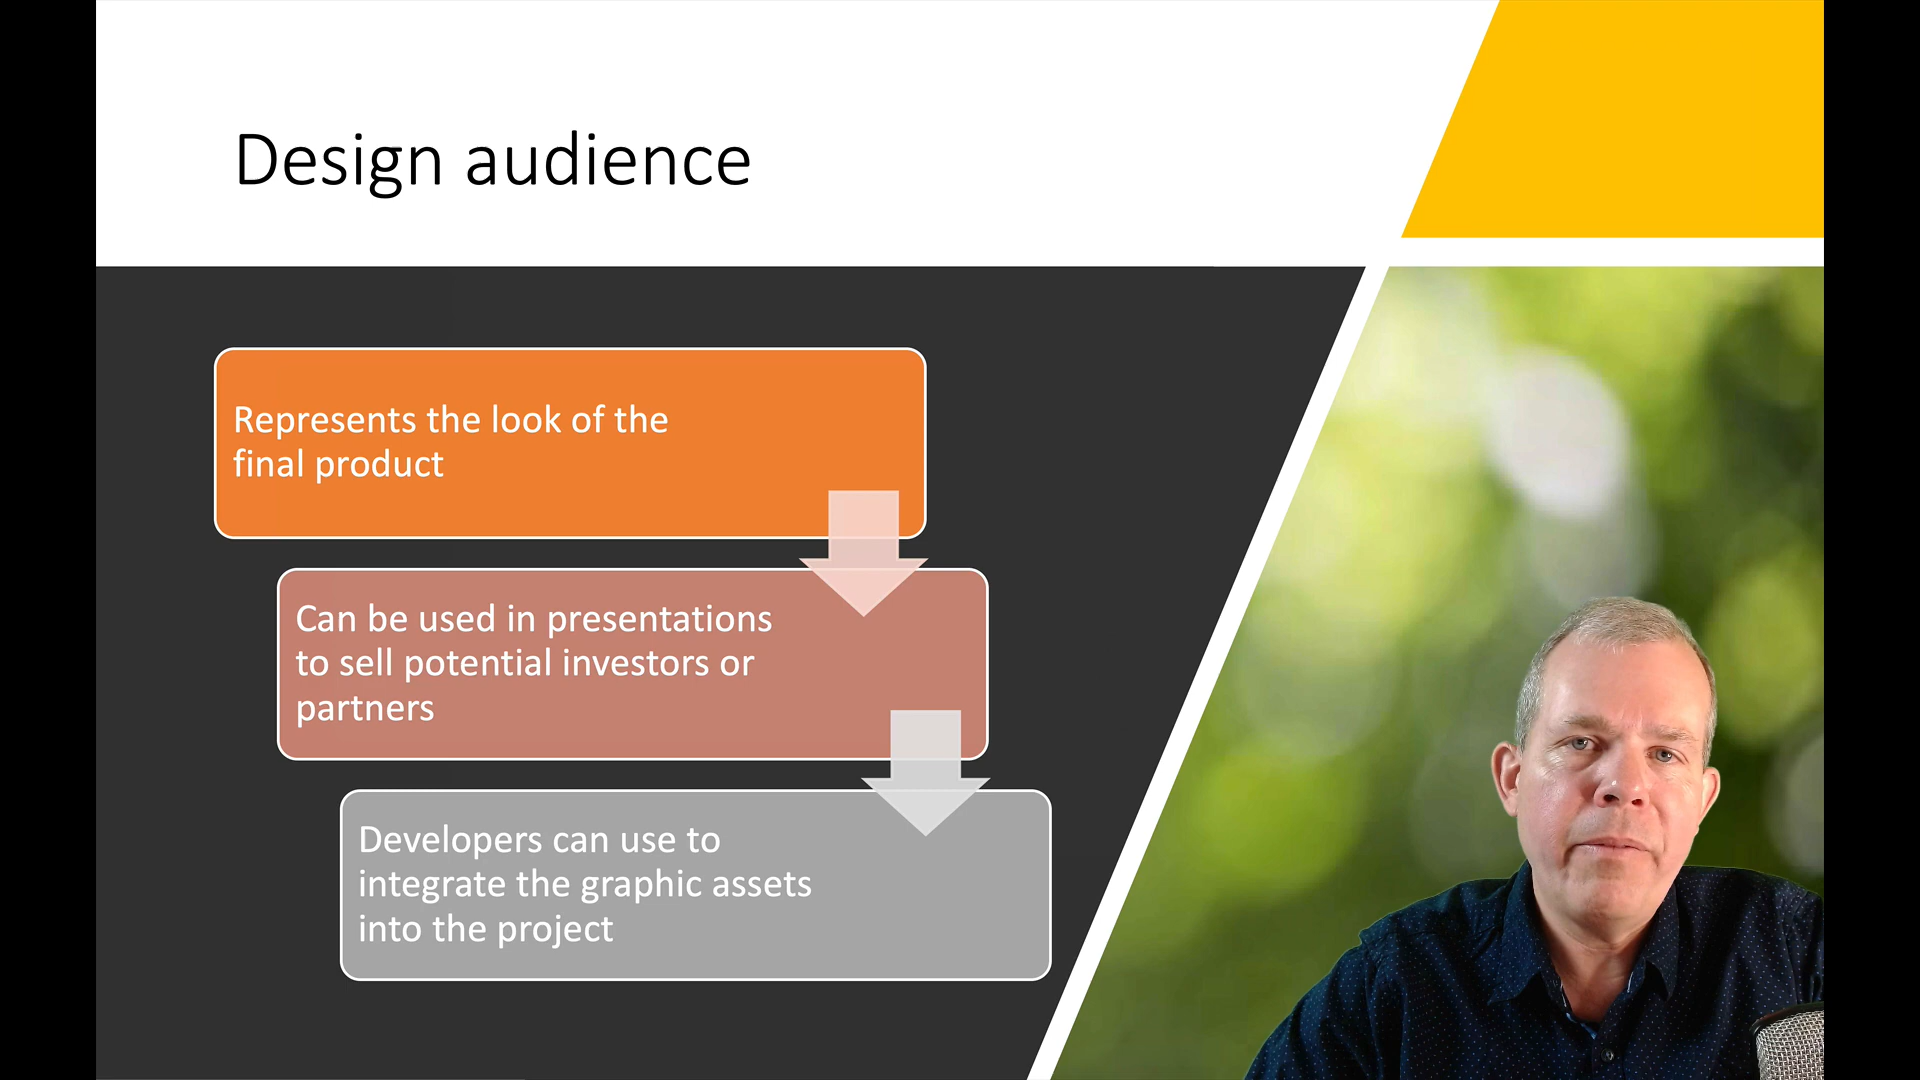 Design audience
Represents the look of the
final product
Can be used in presentations
to sell potential investors or
partners
Developers can use to
integrate the graphic assets
into the project